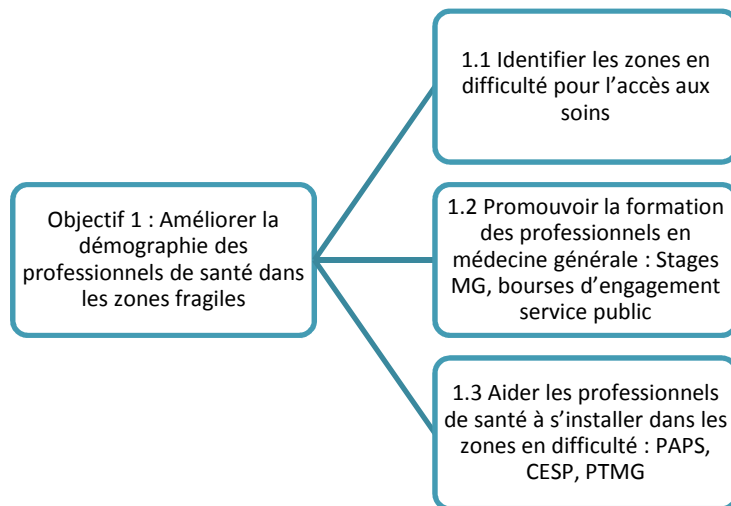 Objectif 1 : Améliorer la
démographie des
professionnels de santé dans
les zones fragiles
1.1 Identifier les zones en
difficulté pour l’accès aux
soins
1.2 Promouvoir la formation
des professionnels en
médecine générale : Stages
MG, bourses d’engagement
service public
1.3 Aider les professionnels
de santé à s’installer dans les
zones en difficulté : PAPS,
CESP, PTMG